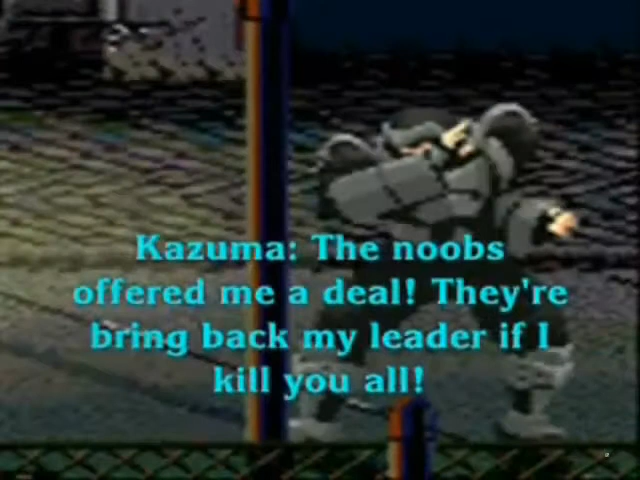 Kazuma: The noobs
offered me a deal! They're
bring back my leader if I
kill you all!